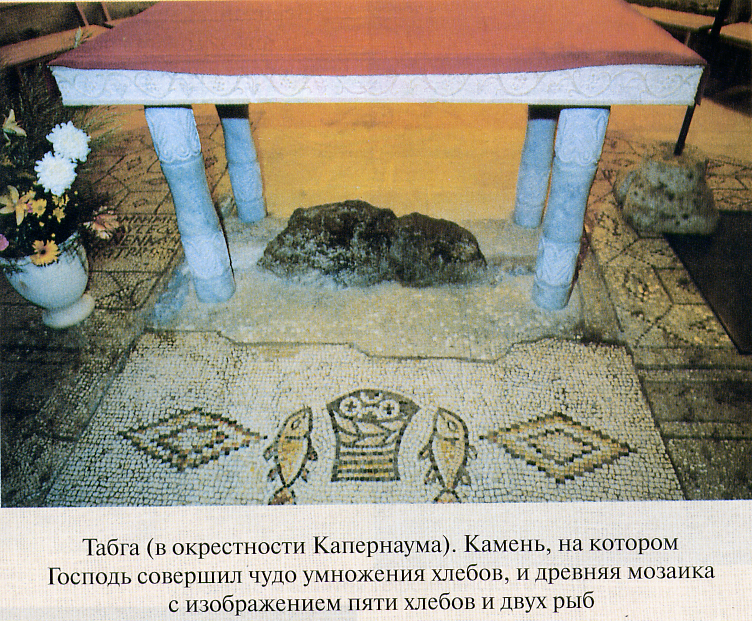 Табга (в окрестности Капернаума). Камень, на котором
Господь совершил чудо умножения хлебов, и древняя мозаика
с изображением пяти хлебов и двух рыб